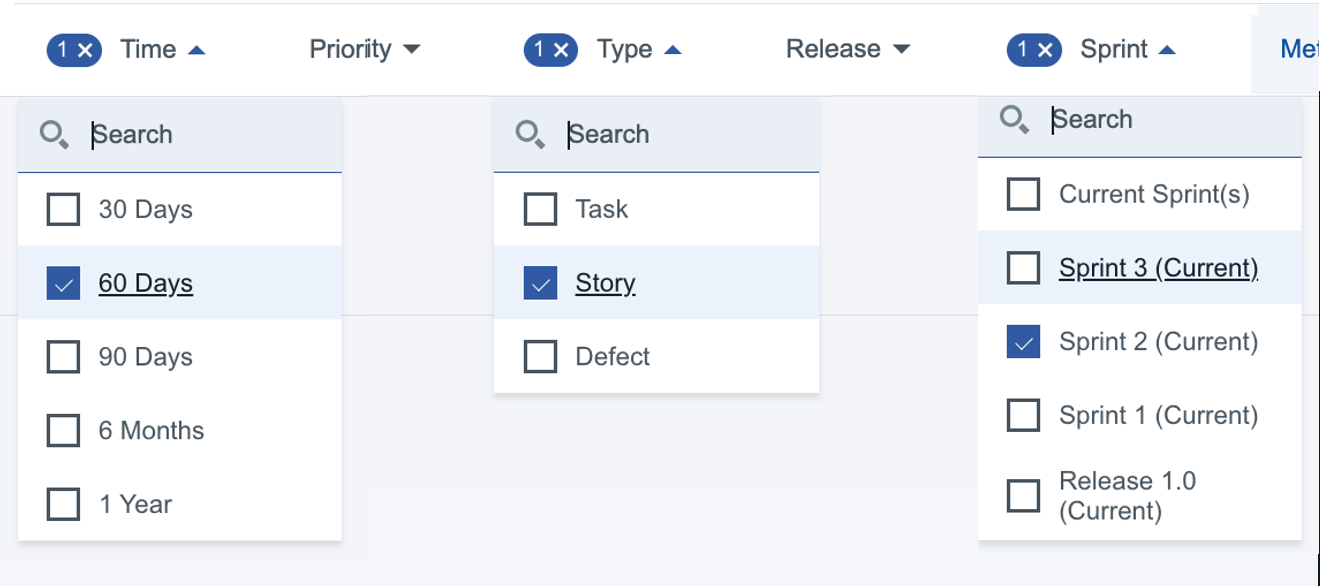 1 × Time Priority 1 × Type Release 1 × Sprint Met
Search
30 Days
60 Days
90 Days
6 Months
1 Year
Search
Task
Story
Defect
Search
Current Sprint(s)
Sprint 3 (Current)
Sprint 2 (Current)
Sprint 1 (Current)
Release 1.0
(Current)